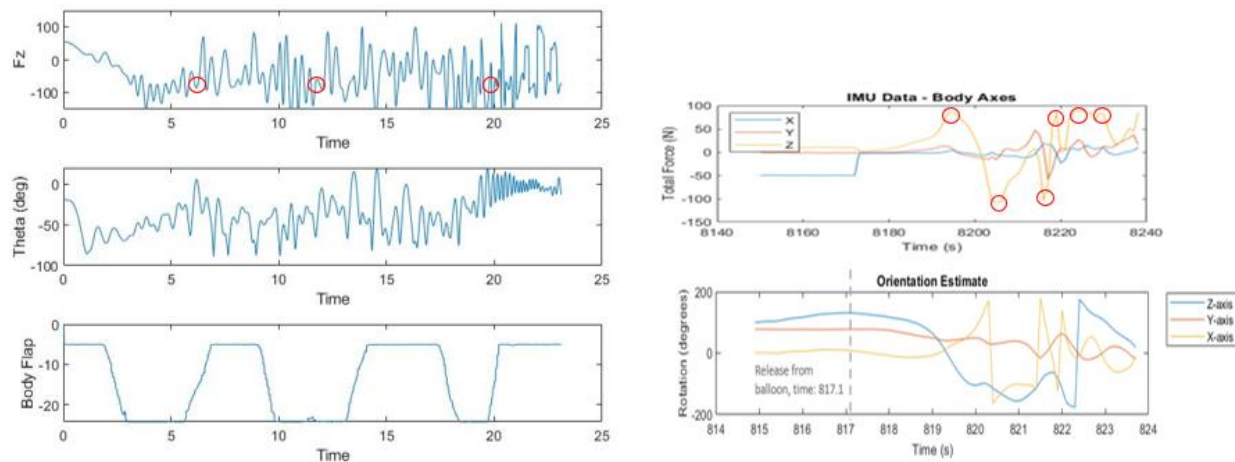 100
0
-100
Fz
0 5 10 15 20 25
Time
0
-50
-100
Theta (deg)
0 5 10 15 20 25
Time
0
-10
-20
Body Flap
0 5 10 15 20 25
Time
IMU Data - Body Axes
100
50
0
-50
-100
-150
Total Force (N)
X
Y
Z
8140 8160 8180 8200 8220 8240
Time (s)
Orientation Estimate
200
0
-200
Rotation (degrees)
Release from
balloon, time: 817.1
814 815 816 817 818 819 820 821 822 823 824
Time (s)
Z-axis
Y-axis
X-axis